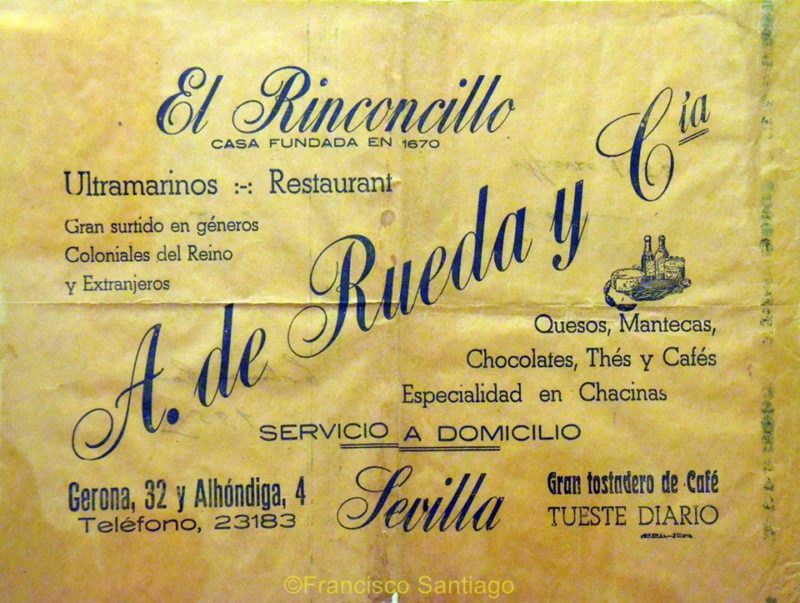 El Rinconcillo
CASA FUNDADA EN 1670
Ultramarinos :-: Restaurant
Gran surtido en géneros
Coloniales del Reino
y Extranjeros
A. de Rueda y Cía
Quesos, Mantecas,
Chocolates, Thés y Cafés
Especialidad en Chacinas
SERVICIO A DOMICILIO
Gerona, 32 y Alhóndiga, 4
Teléfono, 23183
Sevilla
Gran tostadero de Café
TUESTE DIARIO
©Francisco Santiago